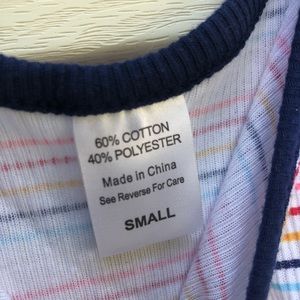 60% COTTON
40% POLYESTER
Made in China
See Reverse For Care
SMALL